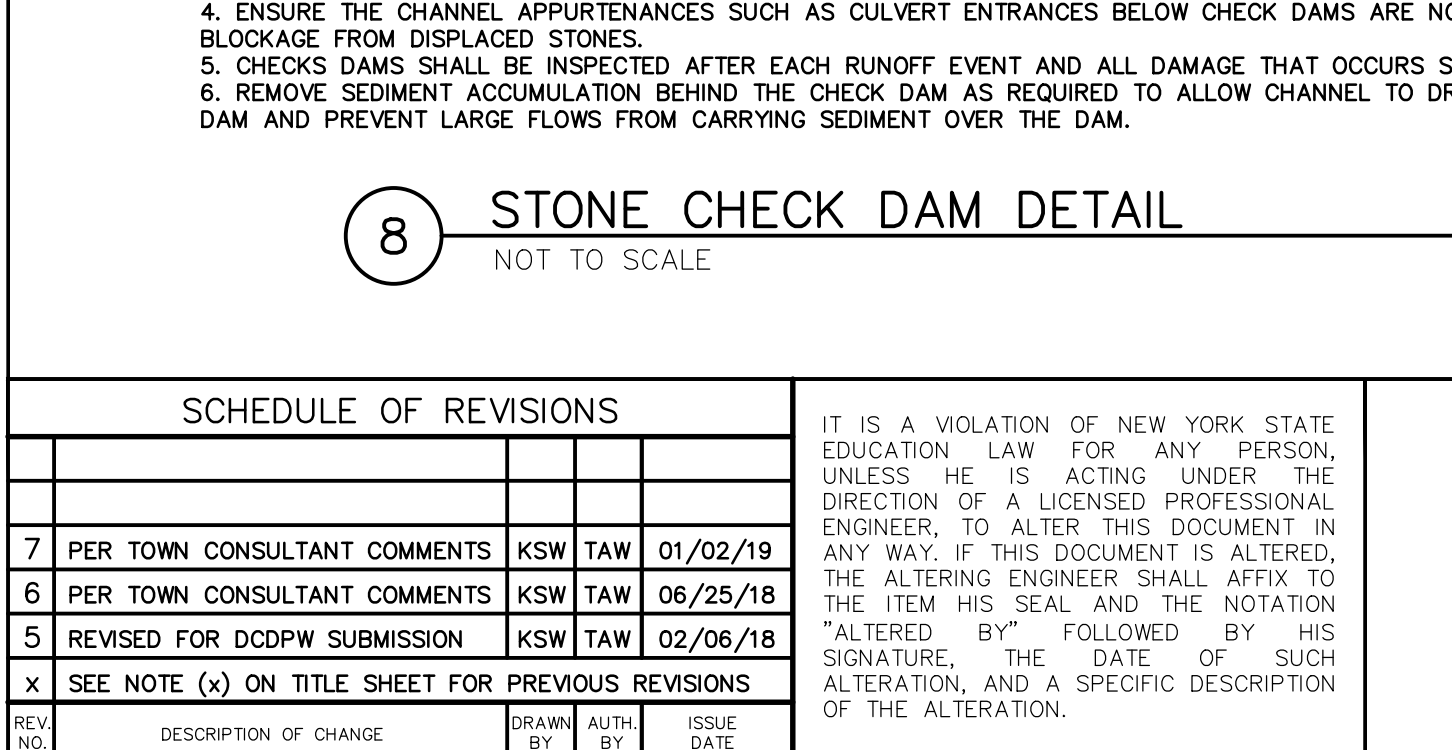 4. ENSURE THE CHANNEL APPURTENANCES SUCH AS CULVERT ENTRANCES BELOW CHECK DAMS ARE
BLOCKAGE FROM DISPLACED STONES.
5. CHECKS DAMS SHALL BE INSPECTED AFTER EACH RUNOFF EVENT AND ALL DAMAGE THAT OCCURS
6. REMOVE SEDIMENT ACCUMULATION BEHIND THE CHECK DAM AS REQUIRED TO ALLOW CHANNEL TO
DAM AND PREVENT LARGE FLOWS FROM CARRYING SEDIMENT OVER THE DAM.
8 STONE CHECK DAM DETAIL
NOT TO SCALE
SCHEDULE OF REVISIONS
7 PER TOWN CONSULTANT COMMENTS KSW TAW 01/02/19
6 PER TOWN CONSULTANT COMMENTS KSW TAW 06/25/18
5 REVISED FOR DCDPW SUBMISSION KSW TAW 02/06/18
x SEE NOTE (x) ON TITLE SHEET FOR PREVIOUS REVISIONS
REV. NO. DESCRIPTION OF CHANGE DRAWN BY AUTH. BY ISSUE DATE
IT IS A VIOLATION OF NEW YORK STATE
EDUCATION LAW FOR ANY PERSON,
UNLESS HE IS ACTING UNDER THE
DIRECTION OF A LICENSED PROFESSIONAL
ENGINEER, TO ALTER THIS DOCUMENT IN
ANY WAY. IF THIS DOCUMENT IS ALTERED,
THE ALTERING ENGINEER SHALL AFFIX TO
THE ITEM HIS SEAL AND THE NOTATION
"ALTERED BY" FOLLOWED BY HIS
SIGNATURE, THE DATE OF SUCH
ALTERATION, AND A SPECIFIC DESCRIPTION
OF THE ALTERATION.